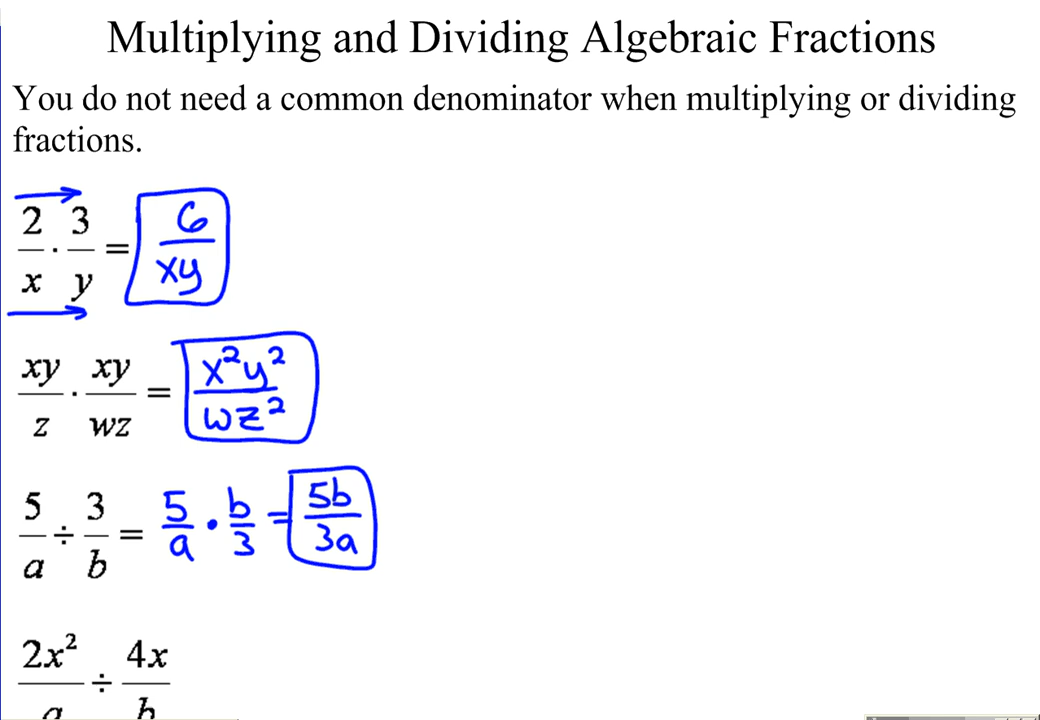 Multiplying and Dividing Algebraic Fractions
You do not need a common denominator when multiplying or dividing
fractions.
2/x · 3/y = 6/xy
xy/z · xy/wz = x²y²/wz²
5/a ÷ 3/b = 5/a · b/3 = 5b/3a
2x²/a ÷ 4x/b